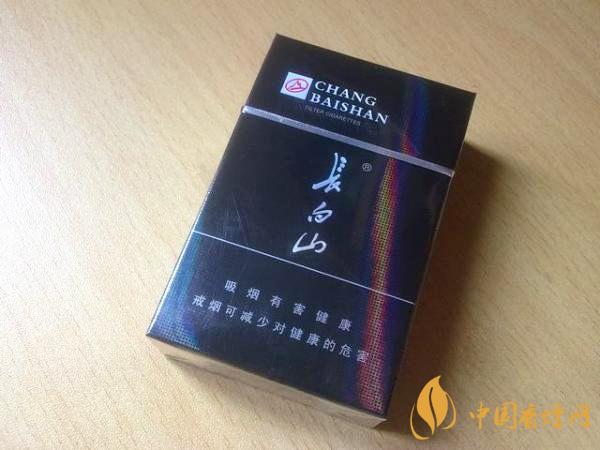 CHANG
BAISHAN
FILTER CIGARETTES
長白山®
吸烟有害健康
戒烟可减少对健康的危害
中国香烟网